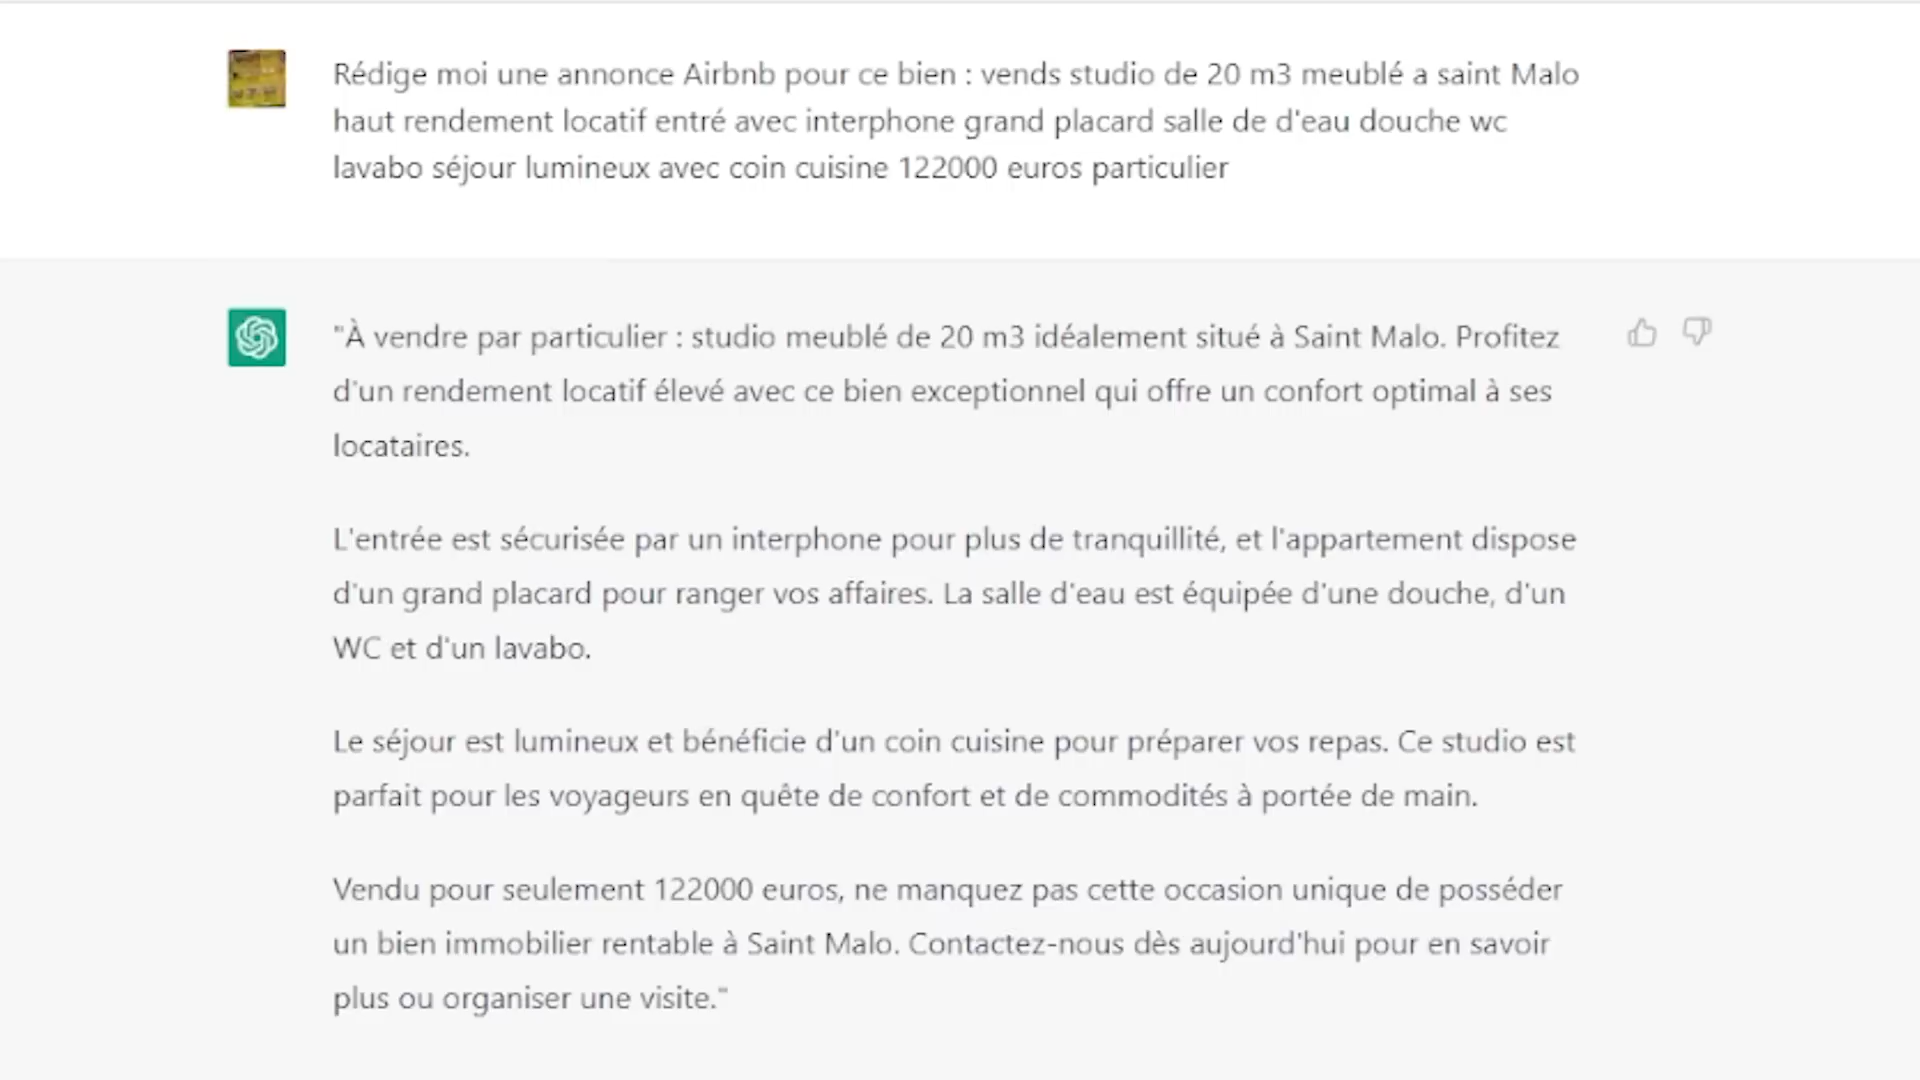 Rédige moi une annonce Airbnb pour ce bien : vends studio de 20 m3 meublé a saint Malo
haut rendement locatif entré avec interphone grand placard salle de d'eau douche wc
lavabo séjour lumineux avec coin cuisine 122000 euros particulier
"À vendre par particulier : studio meublé de 20 m3 idéalement situé à Saint Malo. Profitez
d'un rendement locatif élevé avec ce bien exceptionnel qui offre un confort optimal à ses
locataires.
L'entrée est sécurisée par un interphone pour plus de tranquillité, et l'appartement dispose
d'un grand placard pour ranger vos affaires. La salle d'eau est équipée d'une douche, d'un
WC et d'un lavabo.
Le séjour est lumineux et bénéficie d'un coin cuisine pour préparer vos repas. Ce studio est
parfait pour les voyageurs en quête de confort et de commodités à portée de main.
Vendu pour seulement 122000 euros, ne manquez pas cette occasion unique de posséder
un bien immobilier rentable à Saint Malo. Contactez-nous dès aujourd'hui pour en savoir
plus ou organiser une visite."